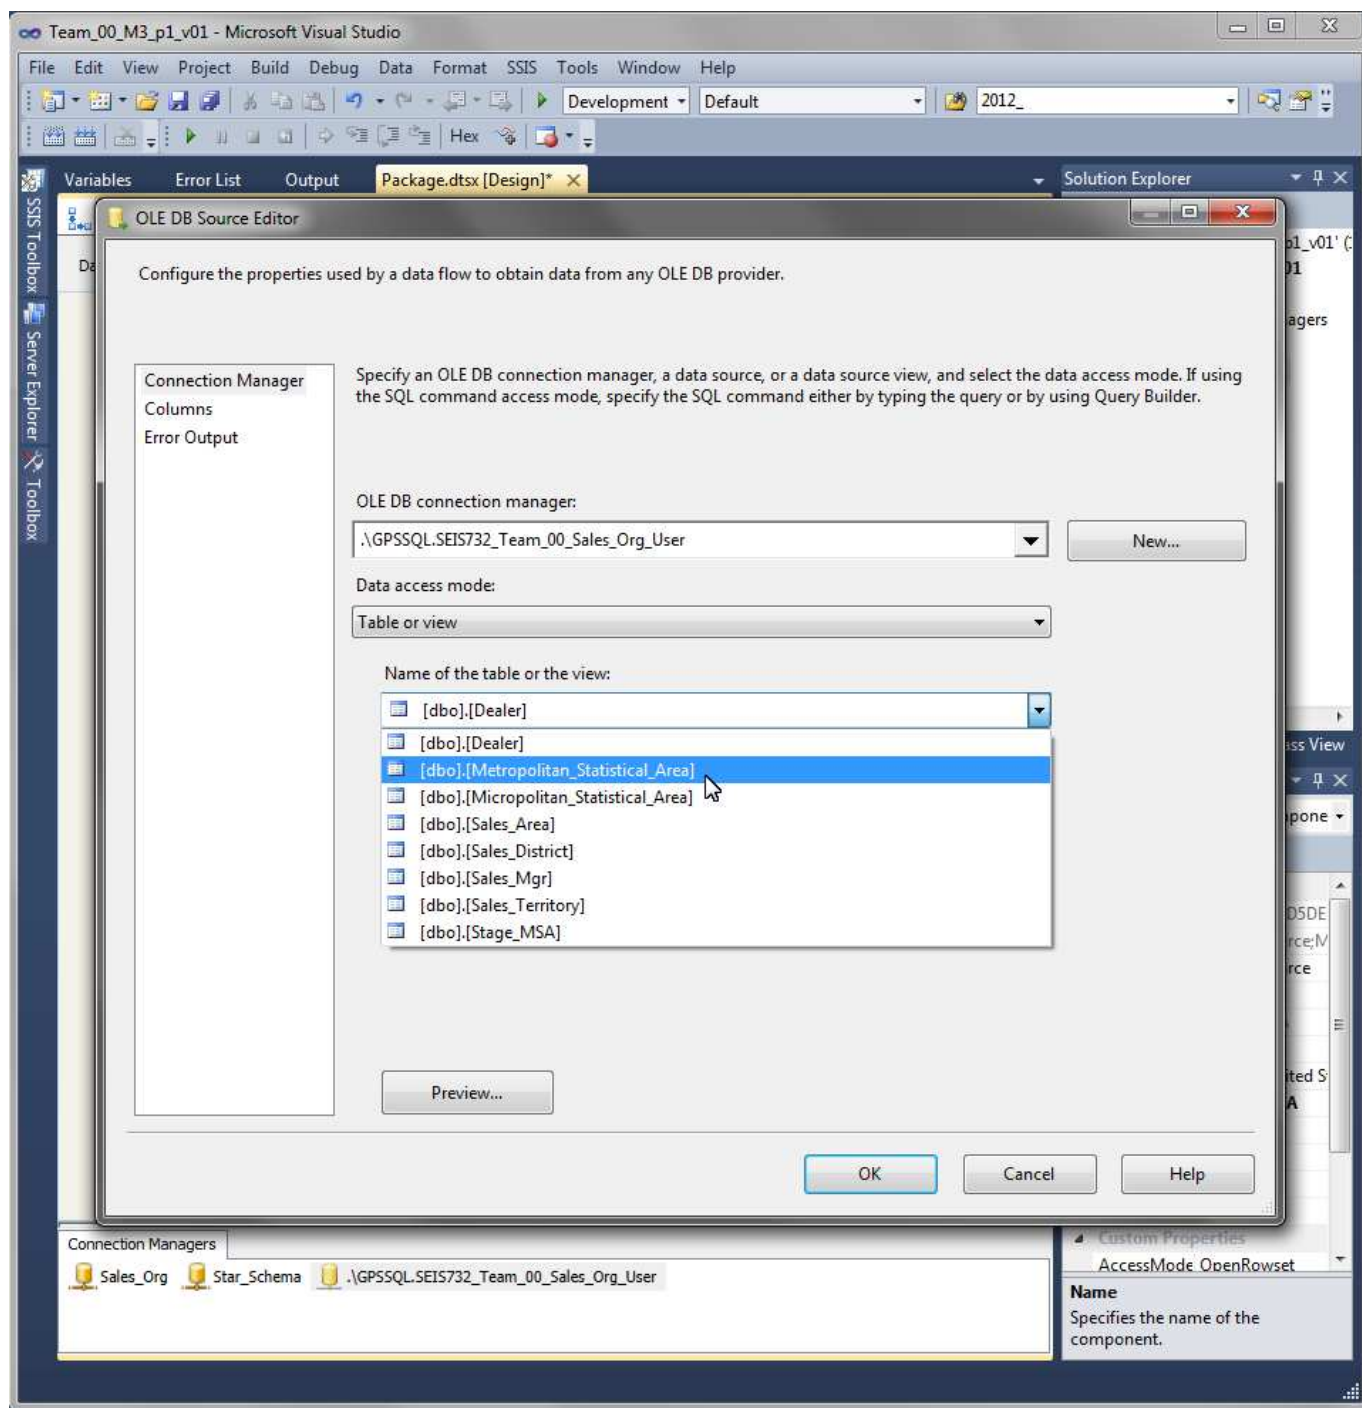 Team_00_M3_p1_v01 - Microsoft Visual Studio
File Edit View Project Build Debug Data Format SSIS Tools Window Help
Development Default 2012_
Hex
Variables Error List Output Package.dtsx [Design]* Solution Explorer
SSIS Toolbox
Server Explorer
Toolbox
OLE DB Source Editor
p1_v01'
Da
Configure the properties used by a data flow to obtain data from any OLE DB provider.
agers
Connection Manager
Columns
Error Output
Specify an OLE DB connection manager, a data source, or a data source view, and select the data access mode. If using
the SQL command access mode, specify the SQL command either by typing the query or by using Query Builder.
OLE DB connection manager:
.\GPSSQL.SEIS732_Team_00_Sales_Org_User New...
Data access mode:
Table or view
Name of the table or the view:
[dbo].[Dealer]
[dbo].[Dealer]
[dbo].[Metropolitan_Statistical_Area]
[dbo].[Micropolitan_Statistical_Area]
[dbo].[Sales_Area]
[dbo].[Sales_District]
[dbo].[Sales_Mgr]
[dbo].[Sales_Territory]
[dbo].[Stage_MSA]
ss View
pone
D5DE
rce;M
rce
ited S
A
Preview...
OK Cancel Help
Connection Managers
Sales_Org Star_Schema .\GPSSQL.SEIS732_Team_00_Sales_Org_User
Custom Properties
AccessMode OpenRowset
Name
Specifies the name of the
component.